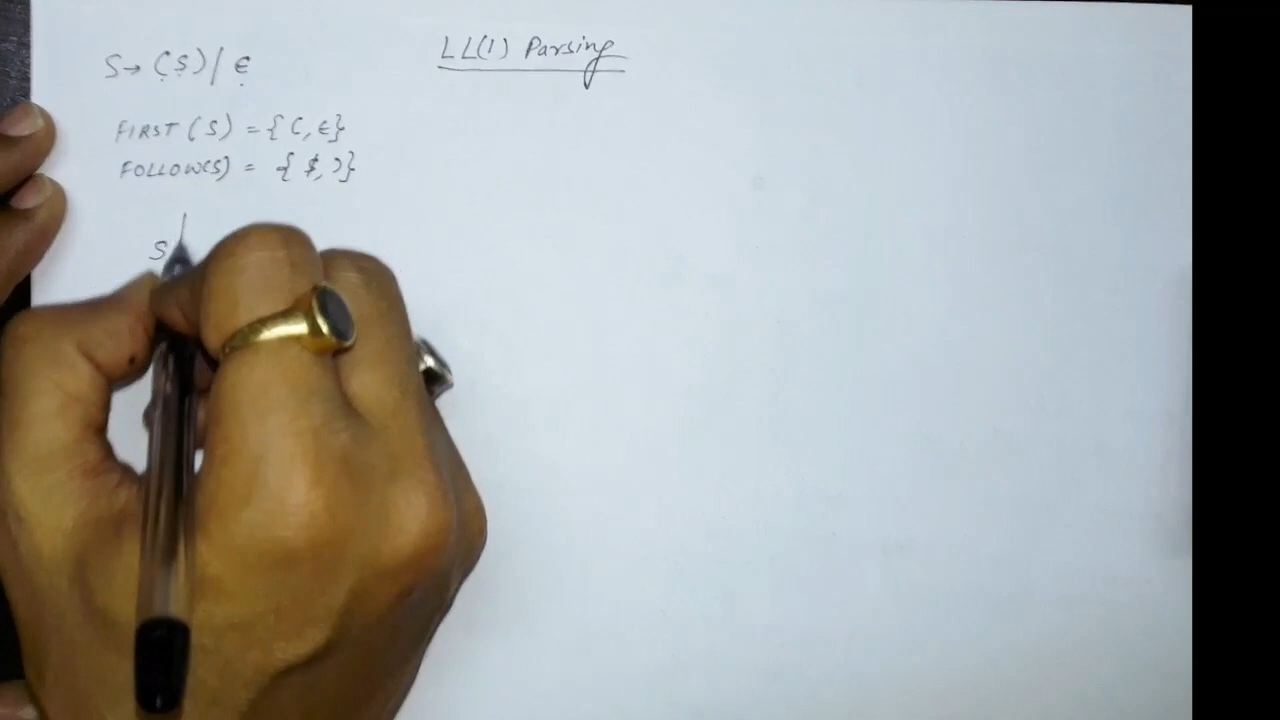 LL(1) Parsing
S→ (S) / ε
FIRST(S) = { (, ε}
FOLLOW(S) = { $, )}
S